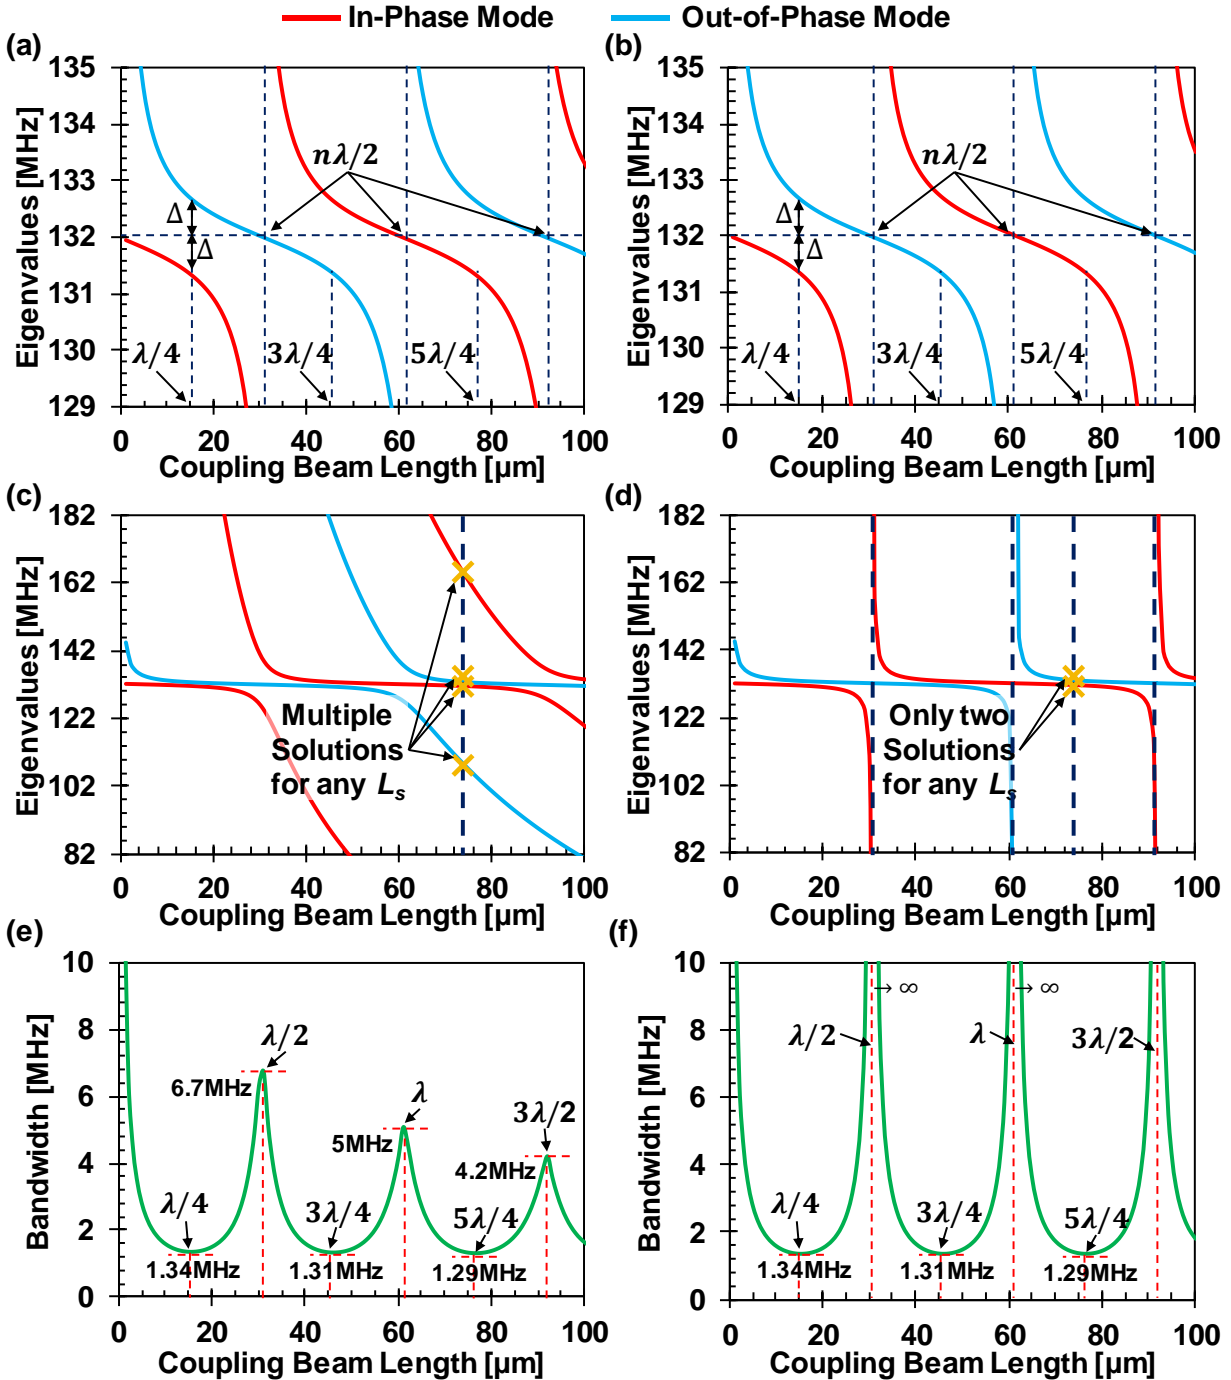 In-Phase Mode
Out-of-Phase Mode
(a)
Eigenvalues [MHz]
135
134
133
132
131
130
129
nλ/2
Δ
Δ
λ/4
3λ/4
5λ/4
0
20
40
60
80
100
Coupling Beam Length [μm]
(b)
Eigenvalues [MHz]
135
134
133
132
131
130
129
nλ/2
Δ
Δ
λ/4
3λ/4
5λ/4
0
20
40
60
80
100
Coupling Beam Length [μm]
(c)
Eigenvalues [MHz]
182
162
142
122
102
82
Multiple
Solutions
for any Ls
0
20
40
60
80
100
Coupling Beam Length [μm]
(d)
Eigenvalues [MHz]
182
162
142
122
102
82
Only two
Solutions
for any Ls
0
20
40
60
80
100
Coupling Beam Length [μm]
(e)
Bandwidth [MHz]
10
8
6
4
2
0
λ/2
6.7MHz
λ
5MHz
3λ/2
4.2MHz
λ/4
3λ/4
5λ/4
1.34MHz
1.31MHz
1.29MHz
0
20
40
60
80
100
Coupling Beam Length [μm]
(f)
Bandwidth [MHz]
10
8
6
4
2
0
→ ∞
→ ∞
λ/2
λ
3λ/2
λ/4
3λ/4
5λ/4
1.34MHz
1.31MHz
1.29MHz
0
20
40
60
80
100
Coupling Beam Length [μm]